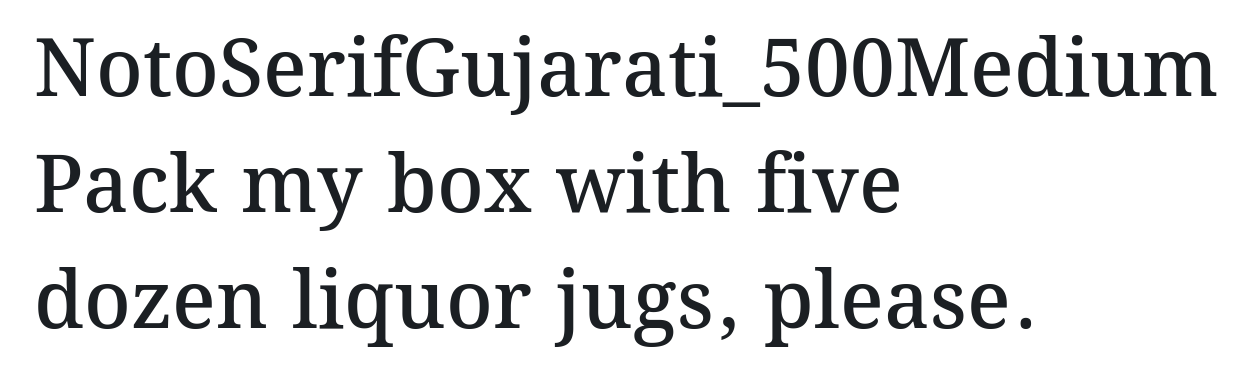 NotoSerifGujarati_500Medium
Pack my box with five
dozen liquor jugs, please.